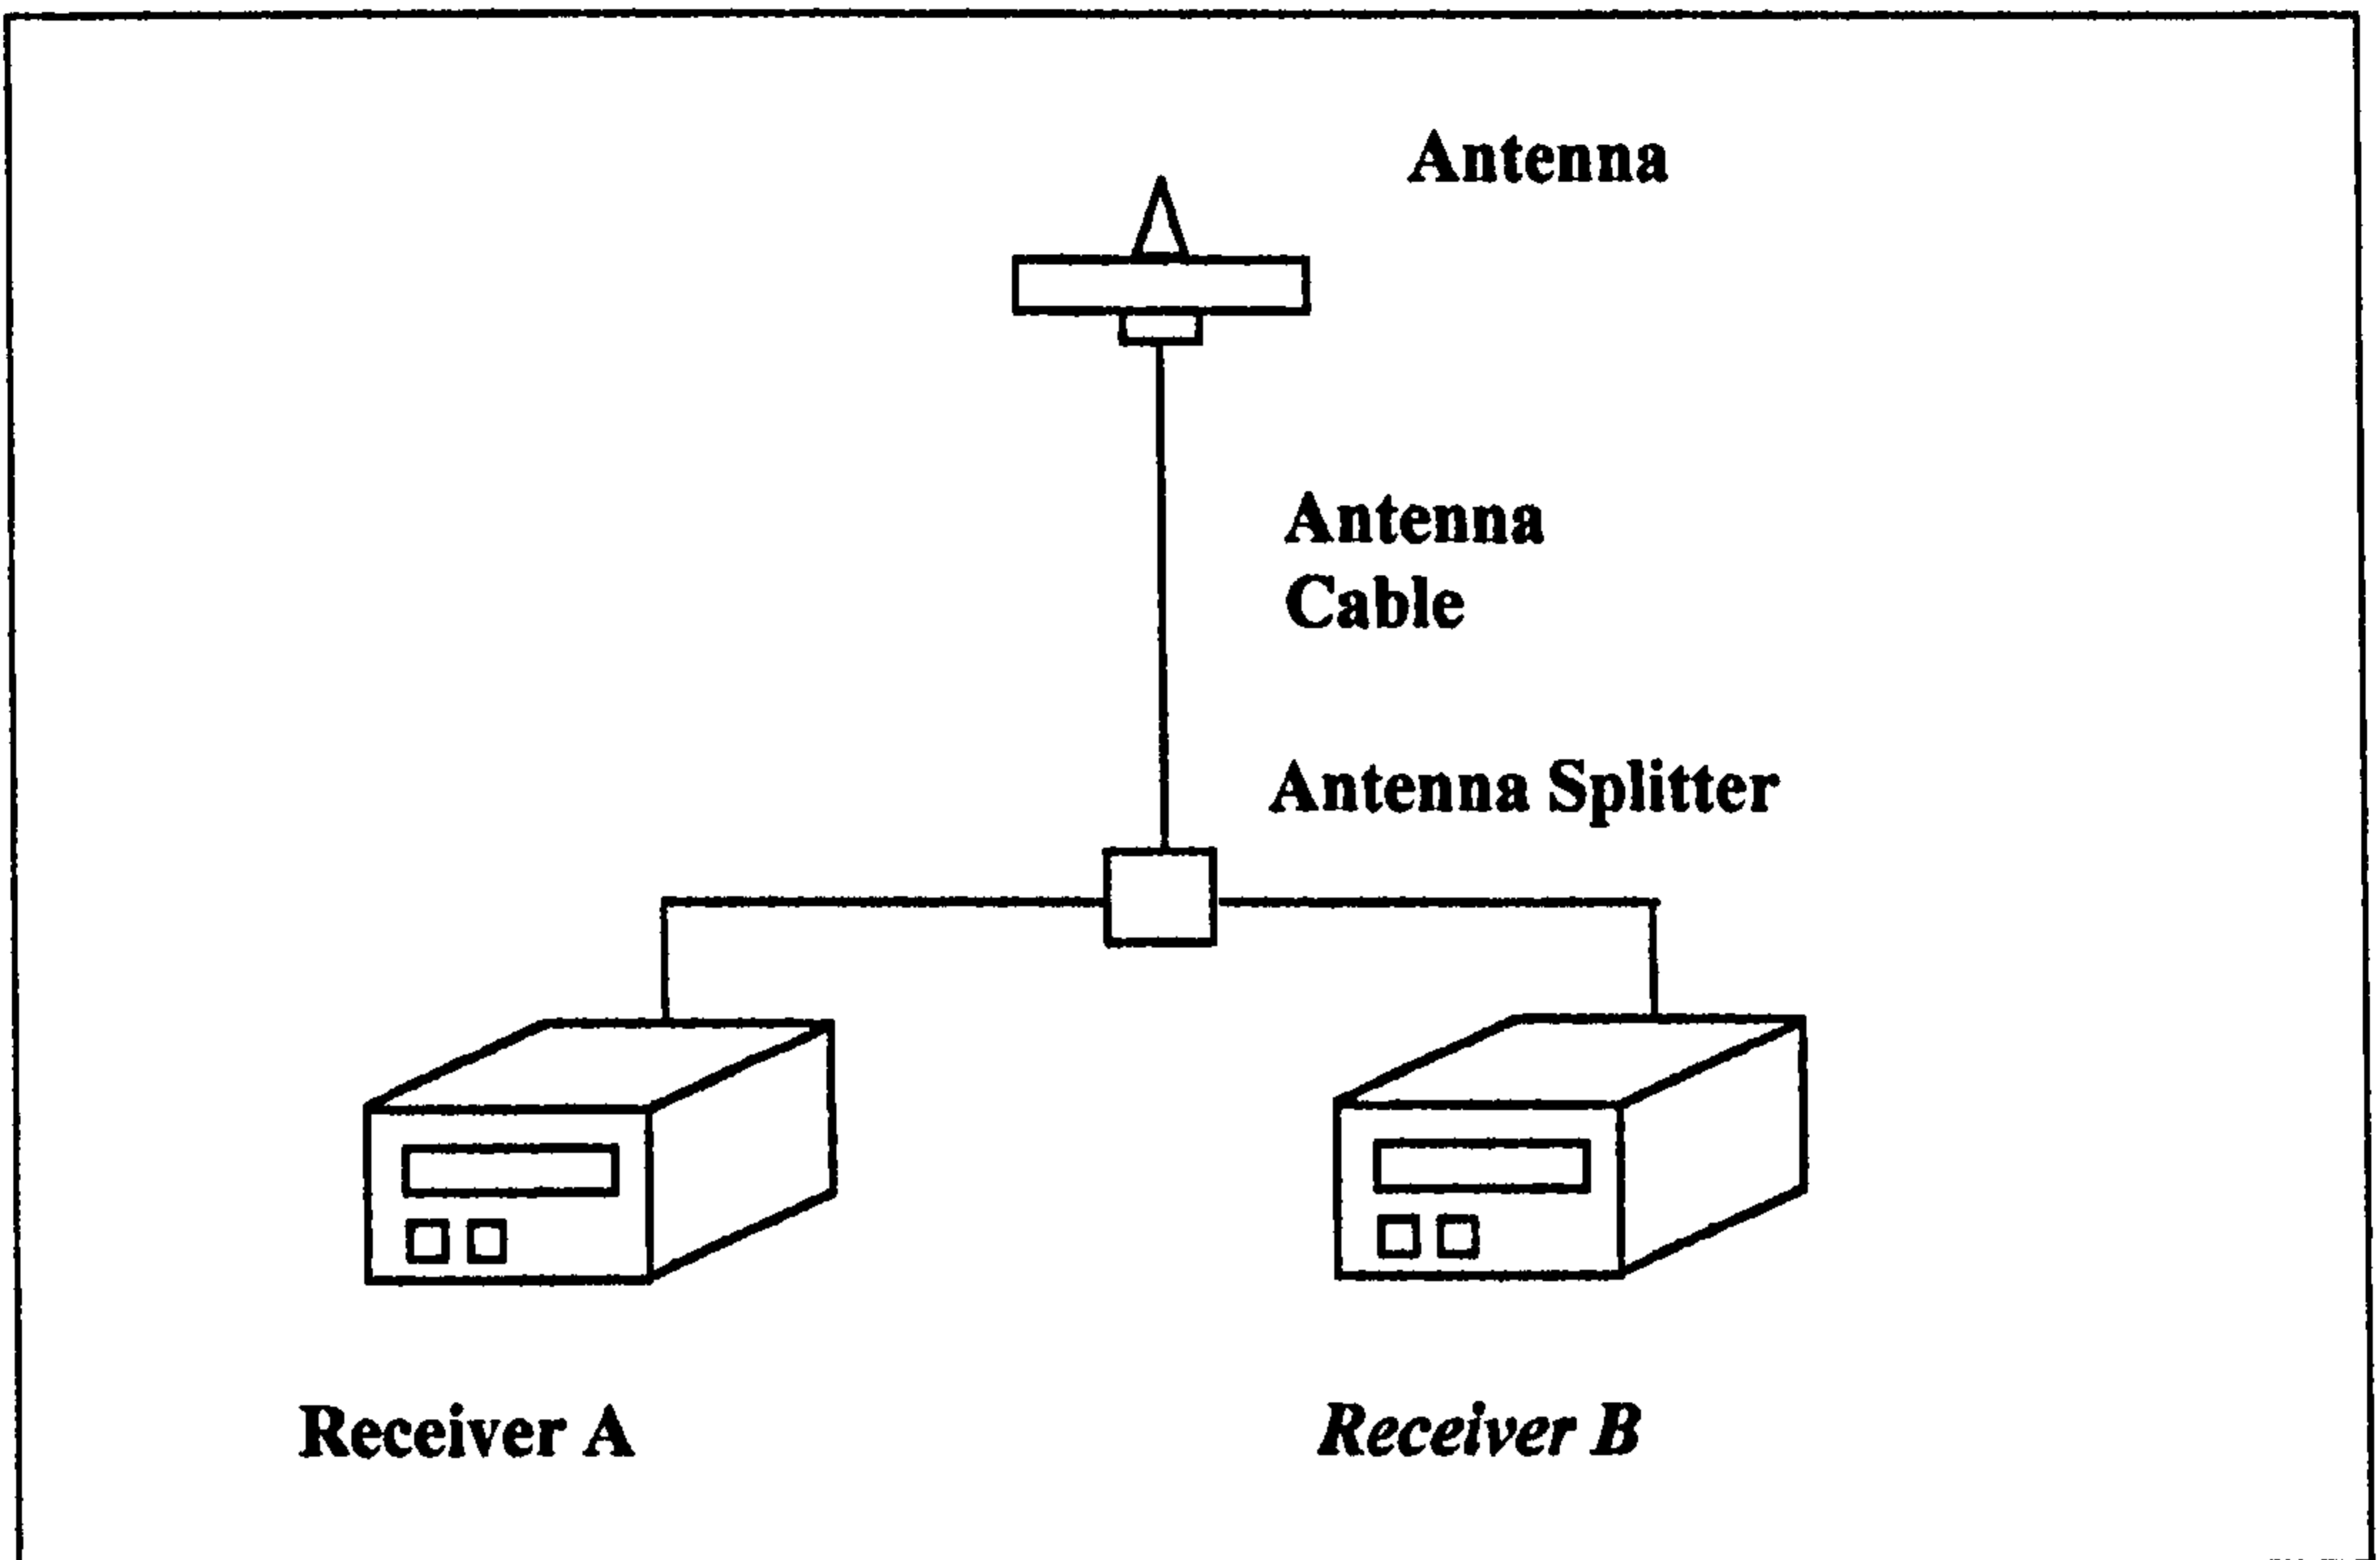 Antenna
Antenna
Cable
Antenna Splitter
Receiver A
Receiver B